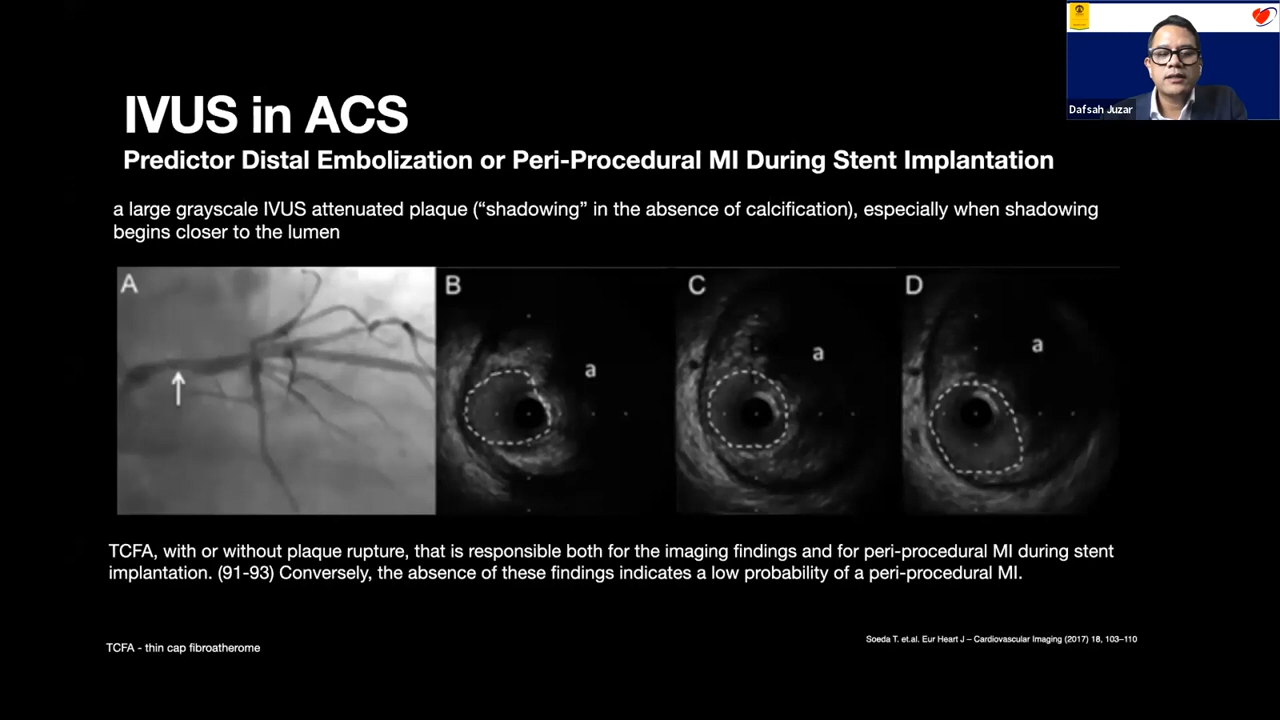 IVUS in ACS
Predictor Distal Embolization or Peri-Procedural MI During Stent Implantation
a large grayscale IVUS attenuated plaque (“shadowing” in the absence of calcification), especially when shadowing
begins closer to the lumen
A
B
C
D
a
a
a
TCFA, with or without plaque rupture, that is responsible both for the imaging findings and for peri-procedural MI during stent
implantation. (91-93) Conversely, the absence of these findings indicates a low probability of a peri-procedural MI.
Soeda T. et.al. Eur Heart J – Cardiovascular Imaging (2017) 18, 103–110
TCFA - thin cap fibroatherome
Dafsah Juzar